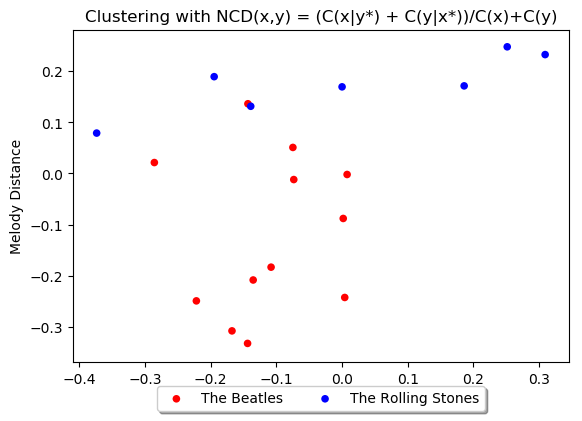 Clustering with NCD(x,y) = (C(x|y*) + C(y|x*))/C(x)+C(y)
0.2
0.1
0.0
−0.1
−0.2
−0.3
Melody Distance
−0.4 −0.3 −0.2 −0.1 0.0 0.1 0.2 0.3
The Beatles The Rolling Stones